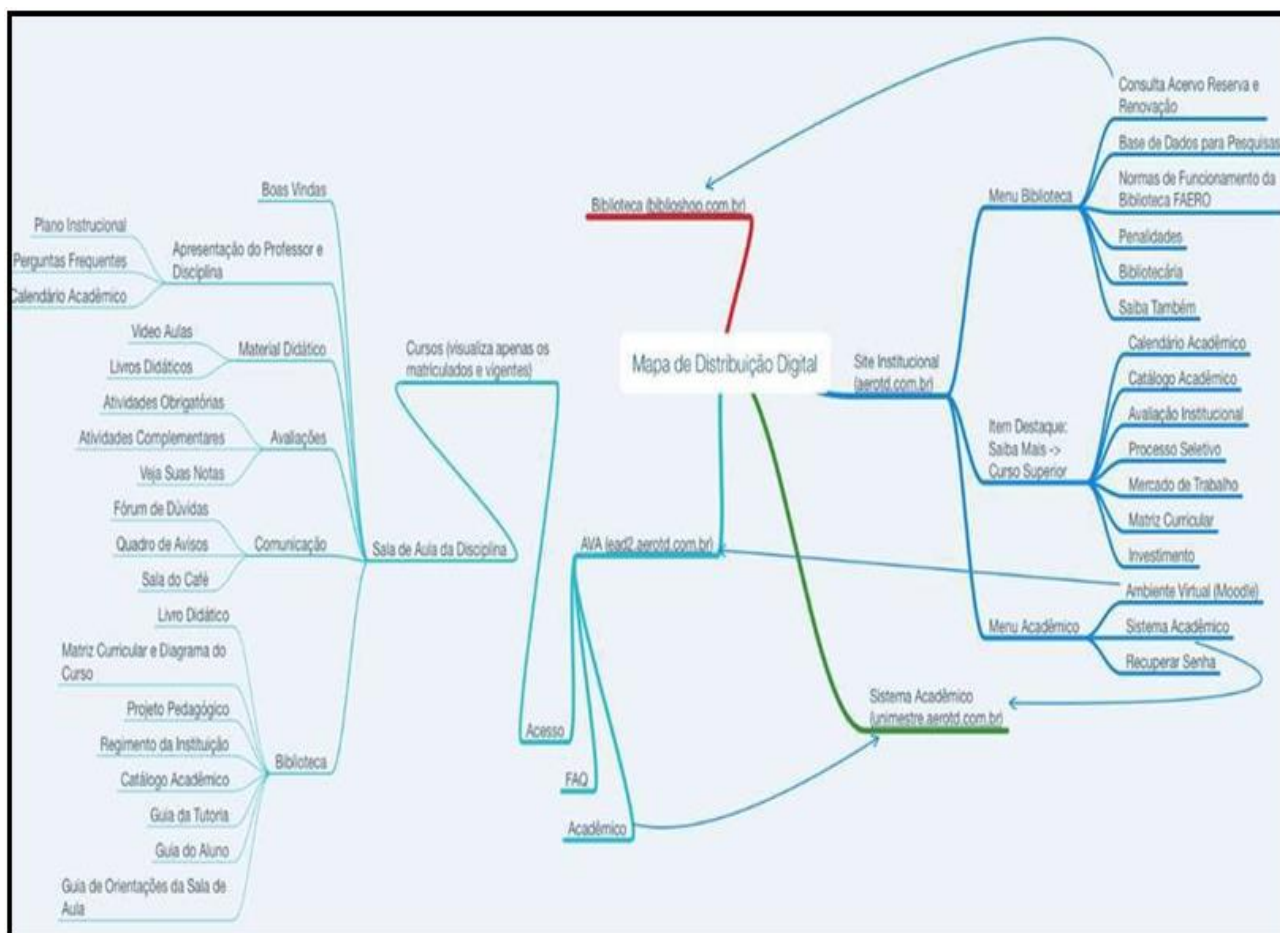 Mapa de Distribuição Digital
Biblioteca (biblioshop.com.br)
Site Institucional
(aerotd.com.br)
Menu Biblioteca
Consulta Acervo Reserva e
Renovação
Base de Dados para Pesquisas
Normas de Funcionamento da
Biblioteca FAERO
Penalidades
Bibliotecária
Saiba Também
Item Destaque:
Saiba Mais ->
Curso Superior
Calendário Acadêmico
Catálogo Acadêmico
Avaliação Institucional
Processo Seletivo
Mercado de Trabalho
Matriz Curricular
Investimento
Menu Acadêmico
Ambiente Virtual (Moodle)
Sistema Acadêmico
Recuperar Senha
Sistema Acadêmico
(unimestre.aerotd.com.br)
AVA (ead2.aerotd.com.br)
Acesso
FAQ
Acadêmico
Cursos (visualiza apenas os
matriculados e vigentes)
Sala de Aula da Disciplina
Boas Vindas
Apresentação do Professor e
Disciplina
Plano Instrucional
Perguntas Frequentes
Calendário Acadêmico
Material Didático
Video Aulas
Livros Didáticos
Avaliações
Atividades Obrigatórias
Atividades Complementares
Veja Suas Notas
Comunicação
Fórum de Dúvidas
Quadro de Avisos
Sala do Café
Biblioteca
Livro Didático
Matriz Curricular e Diagrama do
Curso
Projeto Pedagógico
Regimento da Instituição
Catálogo Acadêmico
Guia da Tutoria
Guia do Aluno
Guia de Orientações da Sala de
Aula